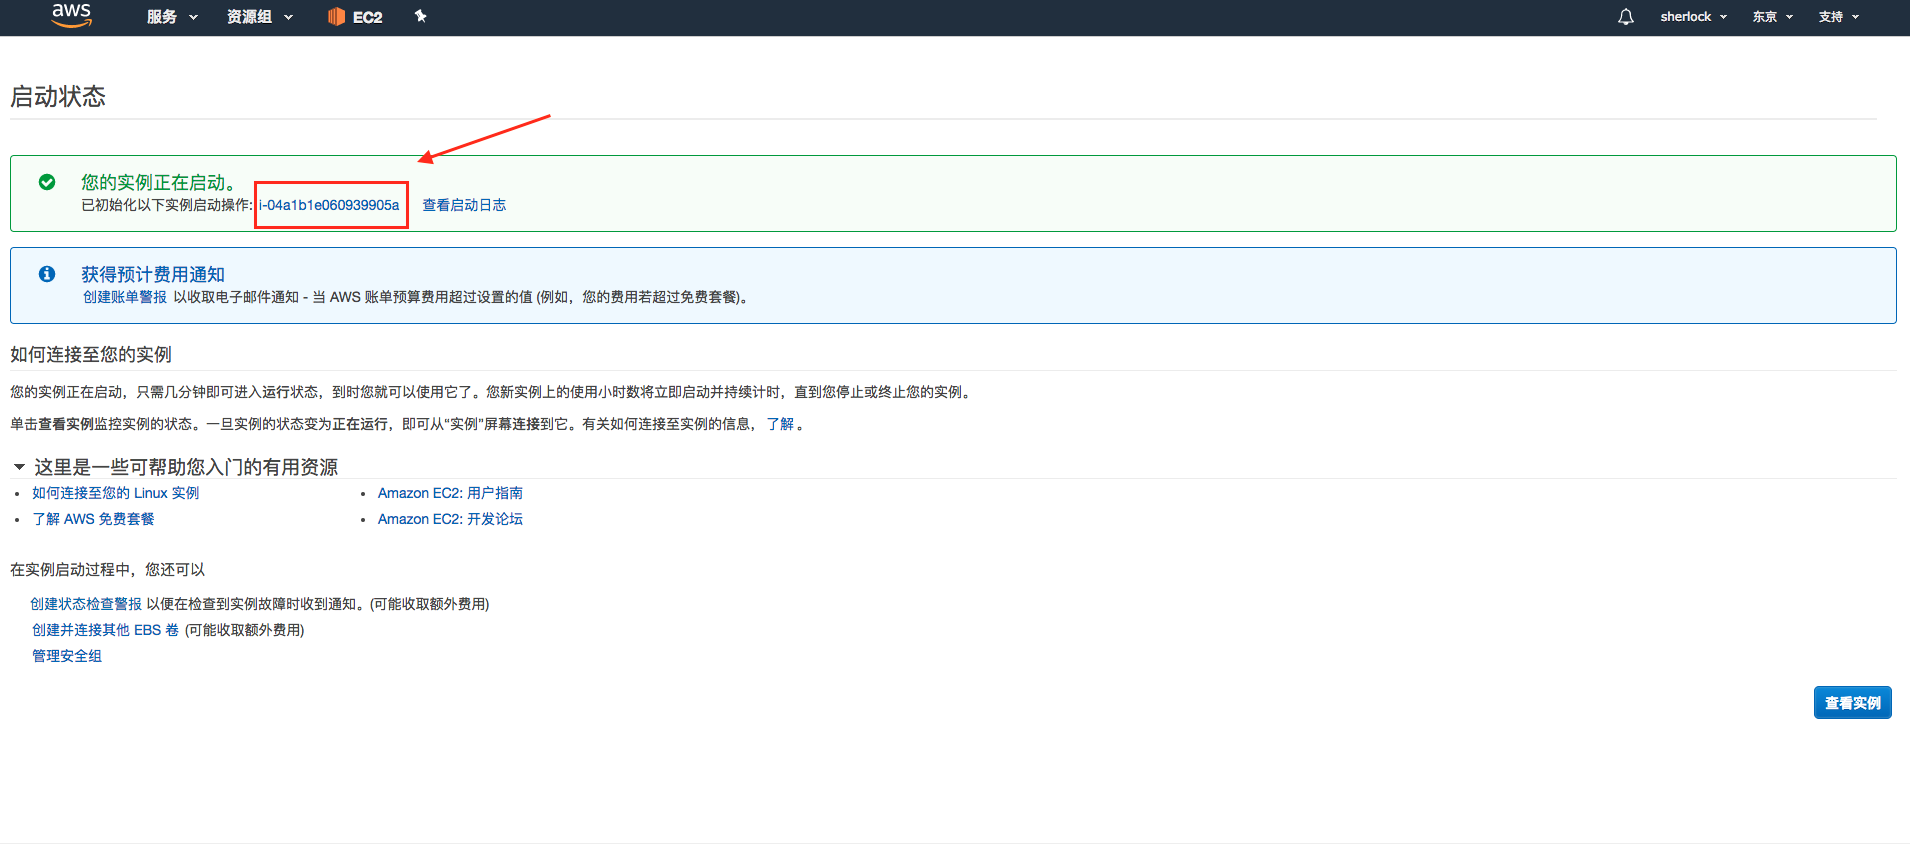 aws 服务 资源组 EC2 sherlock 东京 支持
启动状态
您的实例正在启动。
已初始化以下实例启动操作: i-04a1b1e060939905a 查看启动日志
获得预计费用通知
创建账单警报 以收取电子邮件通知 - 当 AWS 账单预算费用超过设置的值 (例如，您的费用若超过免费套餐)。
如何连接至您的实例
您的实例正在启动，只需几分钟即可进入运行状态，到时您就可以使用它了。您新实例上的使用小时数将立即启动并持续计时，直到您停止或终止您的实例。
单击查看实例监控实例的状态。一旦实例的状态变为正在运行，即可从“实例”屏幕连接到它。有关如何连接至实例的信息，了解。
这里是一些可帮助您入门的有用资源
• 如何连接至您的 Linux 实例 • Amazon EC2: 用户指南
• 了解 AWS 免费套餐 • Amazon EC2: 开发论坛
在实例启动过程中，您还可以
创建状态检查警报 以便在检查到实例故障时收到通知。(可能收取额外费用)
创建并连接其他 EBS 卷 (可能收取额外费用)
管理安全组
查看实例